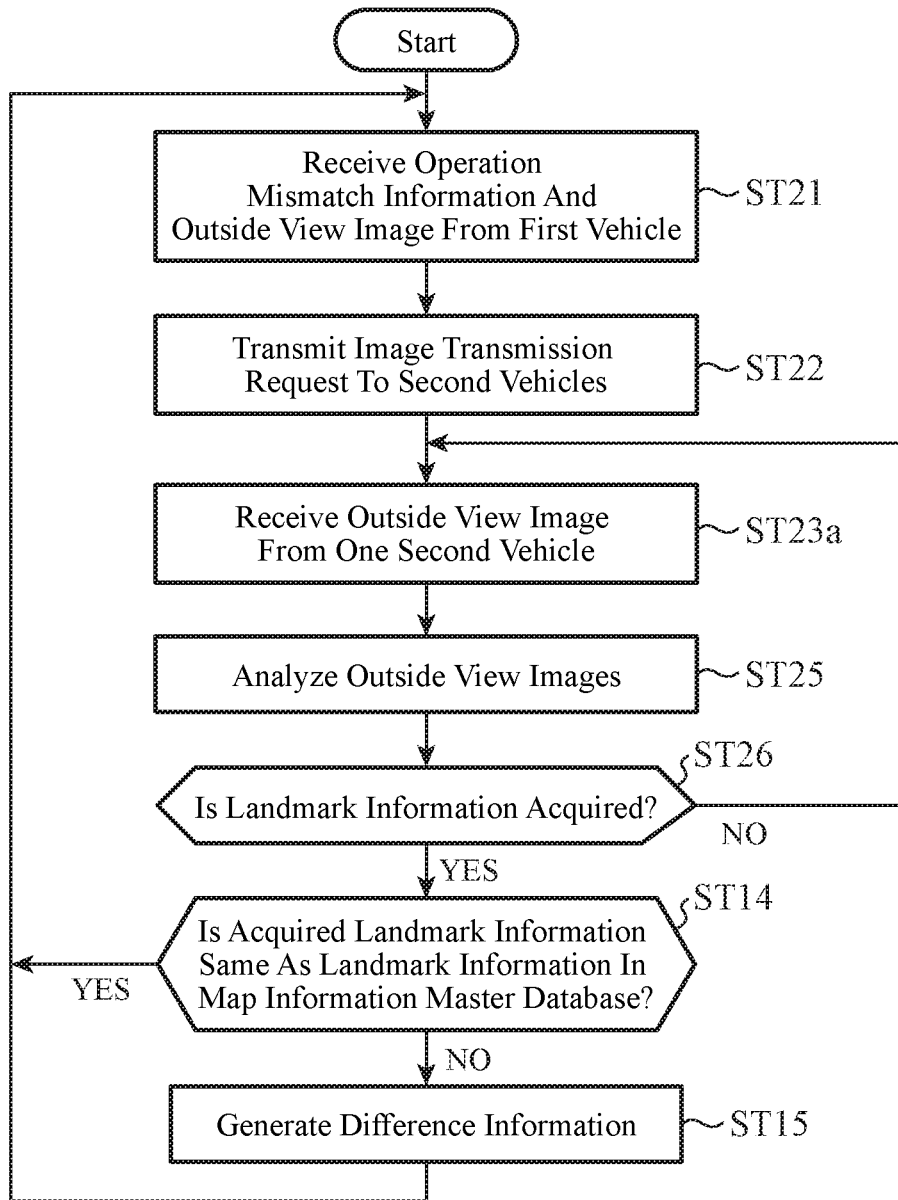 Start
Receive Operation
Mismatch Information And
Outside View Image From First Vehicle
ST21
Transmit Image Transmission
Request To Second Vehicles
ST22
Receive Outside View Image
From One Second Vehicle
ST23a
Analyze Outside View Images
ST25
ST26
Is Landmark Information Acquired?
NO
YES
ST14
Is Acquired Landmark Information
Same As Landmark Information In
Map Information Master Database?
YES
NO
Generate Difference Information
ST15